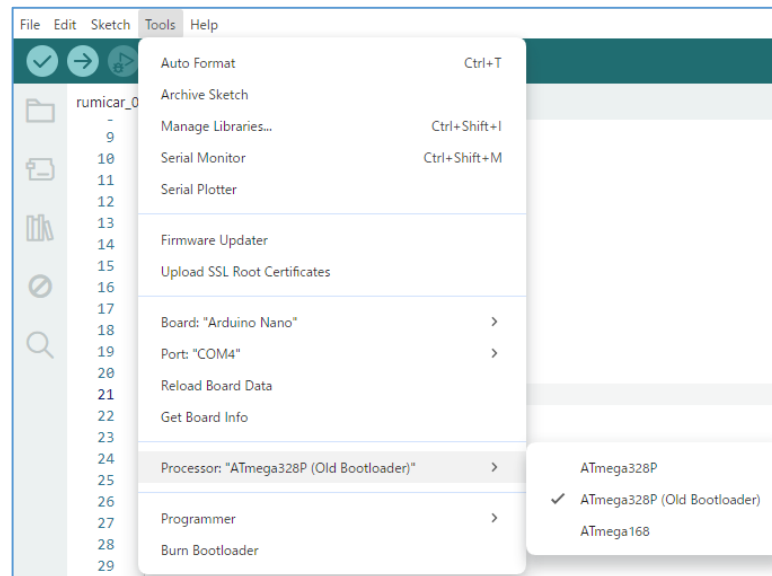 File Edit Sketch Tools Help
rumicar_0
Auto Format Ctrl+T
Archive Sketch
Manage Libraries... Ctrl+Shift+I
Serial Monitor Ctrl+Shift+M
Serial Plotter
Firmware Updater
Upload SSL Root Certificates
Board: "Arduino Nano"
Port: "COM4"
Reload Board Data
Get Board Info
Processor: "ATmega328P (Old Bootloader)"
ATmega328P
ATmega328P (Old Bootloader)
ATmega168
Programmer
Burn Bootloader
9
10
11
12
13
14
15
16
17
18
19
20
21
22
23
24
25
26
27
28
29